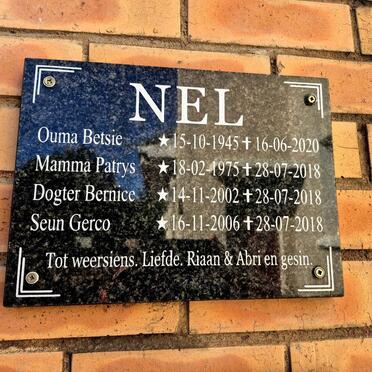 NEL
Ouma Betsie ★15-10-1945✝16-06-2020
Mamma Patrys ★18-02-1975✝28-07-2018
Dogter Bernice ★14-11-2002✝28-07-2018
Seun Gerco ★16-11-2006✝28-07-2018
Tot weersiens. Liefde. Riaan & Abri en gesin.